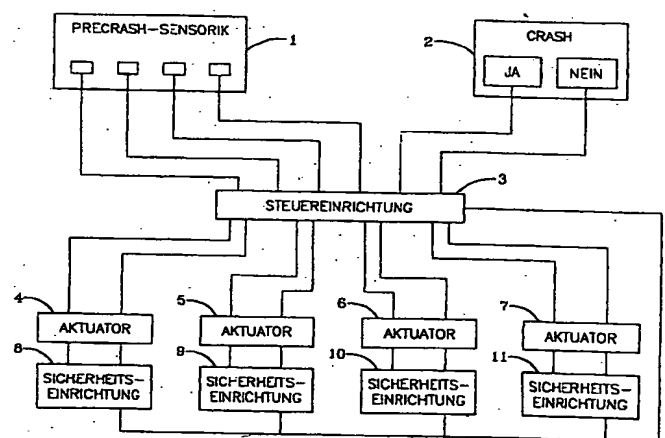 PRECRASH-SENSORIK
1
2
CRASH
JA
NEIN
3
STEUEREINRICHTUNG
4
AKTUATOR
5
AKTUATOR
6
AKTUATOR
7
AKTUATOR
8
SICHERHEITS-
EINRICHTUNG
9
SICHERHEITS-
EINRICHTUNG
10
SICHERHEITS-
EINRICHTUNG
11
SICHERHEITS-
EINRICHTUNG